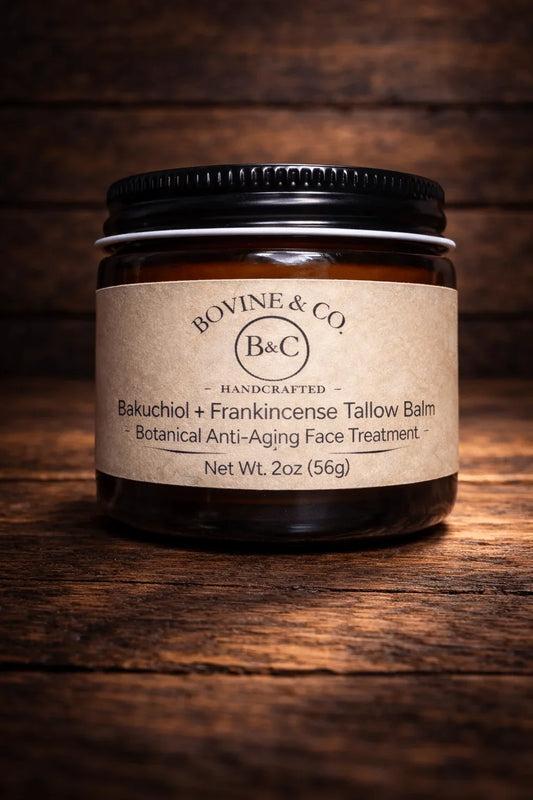 BOVINE & CO.
B&C
- HANDCRAFTED -
Bakuchiol + Frankincense Tallow Balm
- Botanical Anti-Aging Face Treatment -
Net Wt. 2oz (56g)